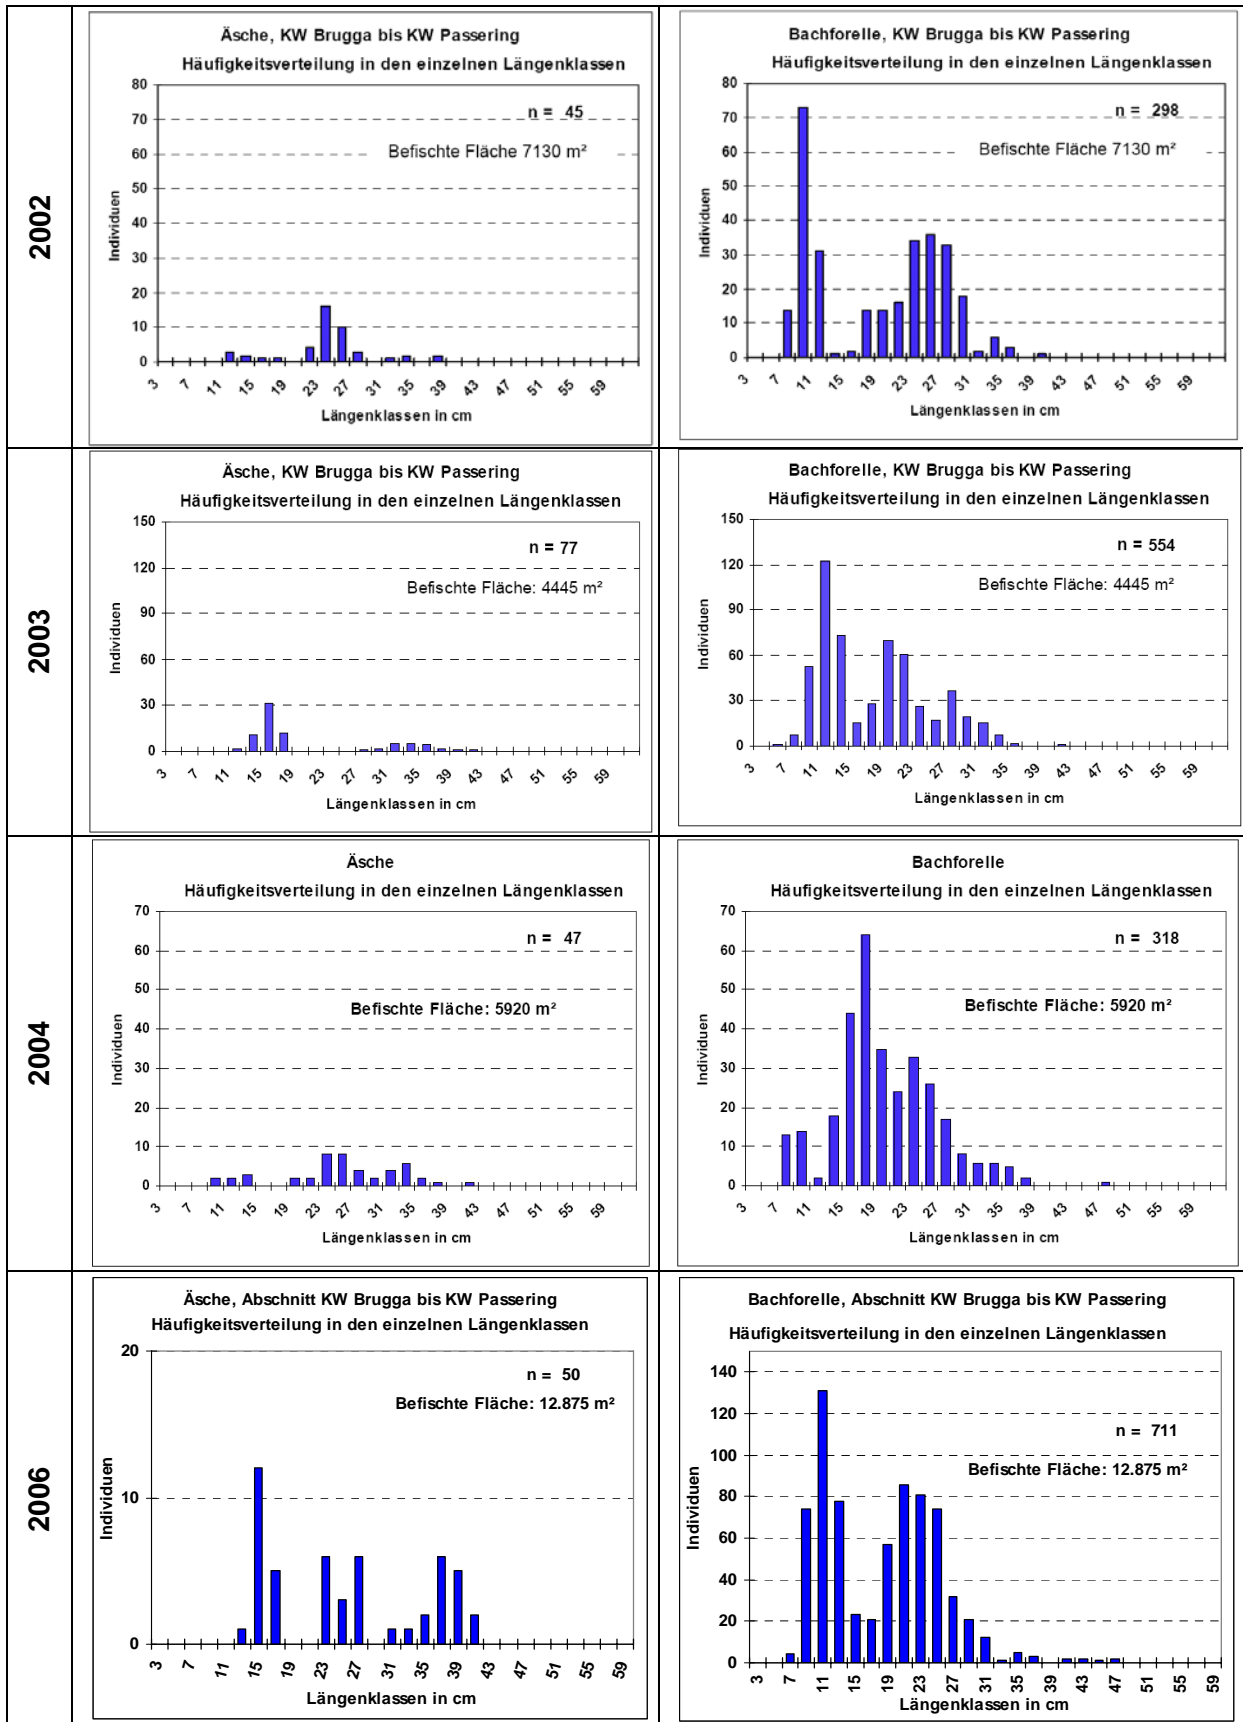 2002
Äsche, KW Brugga bis KW Passering
Häufigkeitsverteilung in den einzelnen Längenklassen
n = 45
Befischte Fläche 7130 m²
Individuen
80
70
60
50
40
30
20
10
0
3 7 11 15 19 23 27 31 35 39 43 47 51 55 59
Längenklassen in cm
Bachforelle, KW Brugga bis KW Passering
Häufigkeitsverteilung in den einzelnen Längenklassen
n = 298
Befischte Fläche 7130 m²
Individuen
80
70
60
50
40
30
20
10
0
3 7 11 15 19 23 27 31 35 39 43 47 51 55 59
Längenklassen in cm
2003
Äsche, KW Brugga bis KW Passering
Häufigkeitsverteilung in den einzelnen Längenklassen
n = 77
Befischte Fläche: 4445 m²
Individuen
150
120
90
60
30
0
3 7 11 15 19 23 27 31 35 39 43 47 51 55 59
Längenklassen in cm
Bachforelle, KW Brugga bis KW Passering
Häufigkeitsverteilung in den einzelnen Längenklassen
n = 554
Befischte Fläche: 4445 m²
Individuen
150
120
90
60
30
0
3 7 11 15 19 23 27 31 35 39 43 47 51 55 59
Längenklassen in cm
2004
Äsche
Häufigkeitsverteilung in den einzelnen Längenklassen
n = 47
Befischte Fläche: 5920 m²
Individuen
70
60
50
40
30
20
10
0
3 7 11 15 19 23 27 31 35 39 43 47 51 55 59
Längenklassen in cm
Bachforelle
Häufigkeitsverteilung in den einzelnen Längenklassen
n = 318
Befischte Fläche: 5920 m²
Individuen
70
60
50
40
30
20
10
0
3 7 11 15 19 23 27 31 35 39 43 47 51 55 59
Längenklassen in cm
2006
Äsche, Abschnitt KW Brugga bis KW Passering
Häufigkeitsverteilung in den einzelnen Längenklassen
n = 50
Befischte Fläche: 12.875 m²
Individuen
20
10
0
3 7 11 15 19 23 27 31 35 39 43 47 51 55 59
Längenklassen in cm
Bachforelle, Abschnitt KW Brugga bis KW Passering
Häufigkeitsverteilung in den einzelnen Längenklassen
n = 711
Befischte Fläche: 12.875 m²
Individuen
140
120
100
80
60
40
20
0
3 7 11 15 19 23 27 31 35 39 43 47 51 55 59
Längenklassen in cm